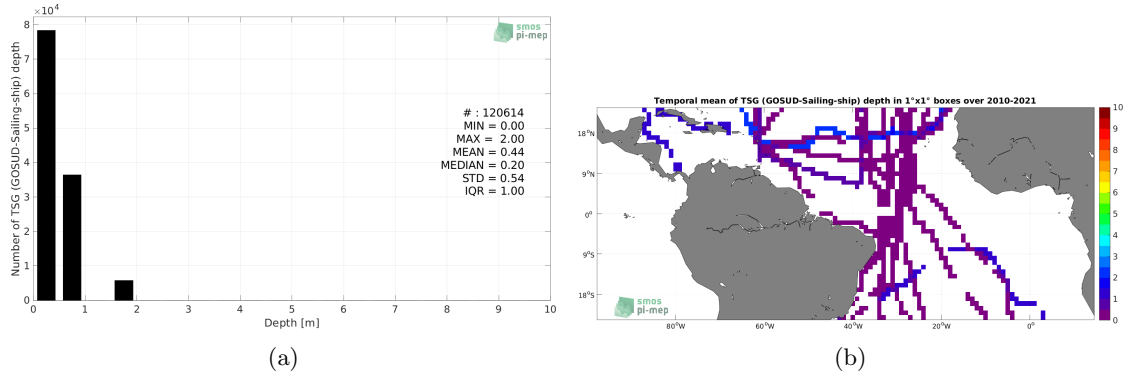 8 ×10⁴
7
6
5
4
3
2
1
0
Number of TSG (GOSUD-Sailing-ship) depth
smos
pi-mep
# : 120614
MIN = 0.00
MAX = 2.00
MEAN = 0.44
MEDIAN = 0.20
STD = 0.54
IQR = 1.00
0 1 2 3 4 5 6 7 8 9 10
Depth [m]
(a)
Temporal mean of TSG (GOSUD-Sailing-ship) depth in 1°x1° boxes over 2010-2021
18°N
9°N
0°
9°S
18°S
80°W 60°W 40°W 20°W 0°
smos
pi-mep
10
9
8
7
6
5
4
3
2
1
0
(b)